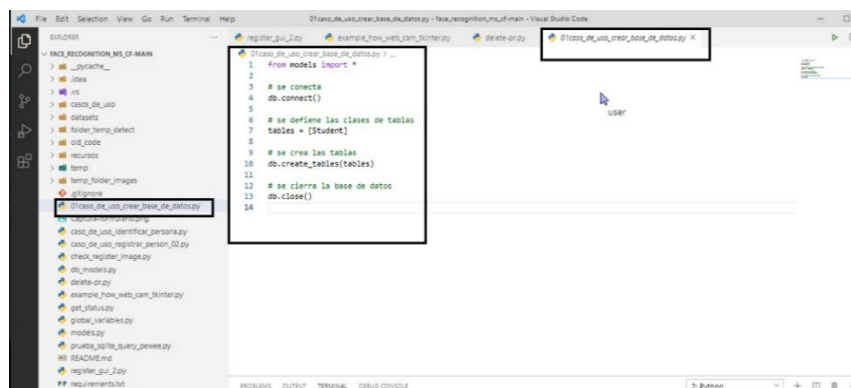 File Edit Selection View Go Run Terminal Help
01caso_de_uso_crear_base_de_datos.py - face_recognition_ms_cf-main - Visual Studio Code
EXPLORER
register_gui_2.py
example_how_web_cam_tkinter.py
delete-pr.py
01caso_de_uso_crear_base_de_datos.py
FACE_RECOGNITION_MS_CF-MAIN
__pycache__
.idea
.vs
casos_de_uso
datasets
folder_temp_detect
old_code
recursos
temp
temp_folder_images
.gitignore
01caso_de_uso_crear_base_de_datos.py
caso_de_uso_identificar_persona.py
caso_de_uso_registrar_person_02.py
check_register_image.py
db_models.py
delete-pr.py
example_how_web_cam_tkinter.py
get_status.py
global_variables.py
models.py
prueba_sqlite_query_peewee.py
README.md
register_gui_2.py
requirements.txt
01caso_de_uso_crear_base_de_datos.py > ...
1 from models import *
2
3 # se conecta
4 db.connect()
5
6 # se defiene las clases de tablas
7 tables = [Student]
8
9 # se crea las tablas
10 db.create_tables(tables)
11
12 # se cierra la base de datos
13 db.close()
14
user
PROBLEMS OUTPUT TERMINAL DEBUG CONSOLE
2: Python